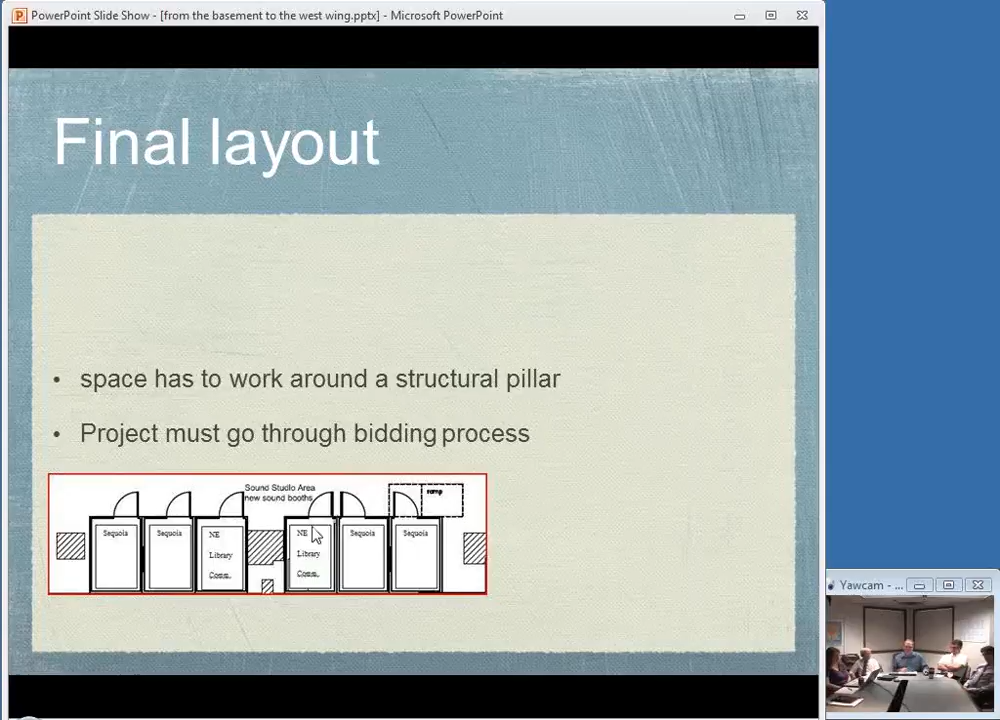 PowerPoint Slide Show - [from the basement to the west wing.pptx] - Microsoft PowerPoint
Final layout
• space has to work around a structural pillar
• Project must go through bidding process
Sound Studio Area
new sound booths
ramp
Sequoia
Sequoia
NE
Library
Comm.
NE
Library
Comm.
Sequoia
Sequoia
Yawcam - ...